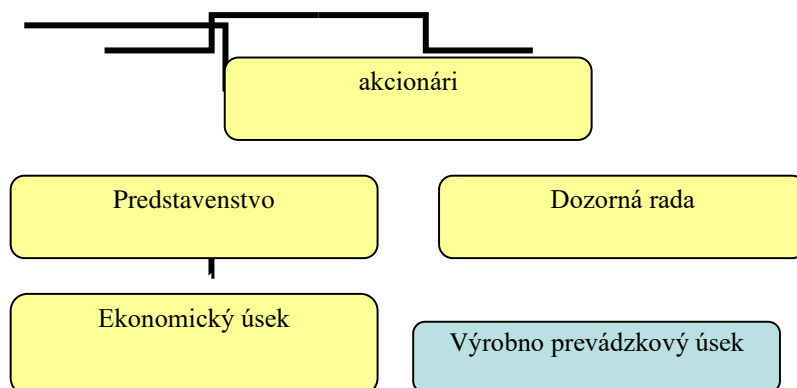 akcionári
Predstavenstvo
Dozorná rada
Ekonomický úsek
Výrobno prevádzkový úsek